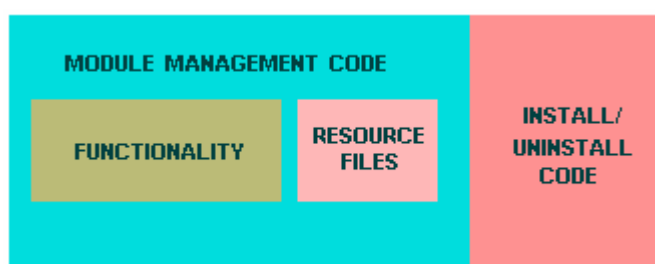 MODULE MANAGEMENT CODE
FUNCTIONALITY
RESOURCE
FILES
INSTALL/
UNINSTALL
CODE